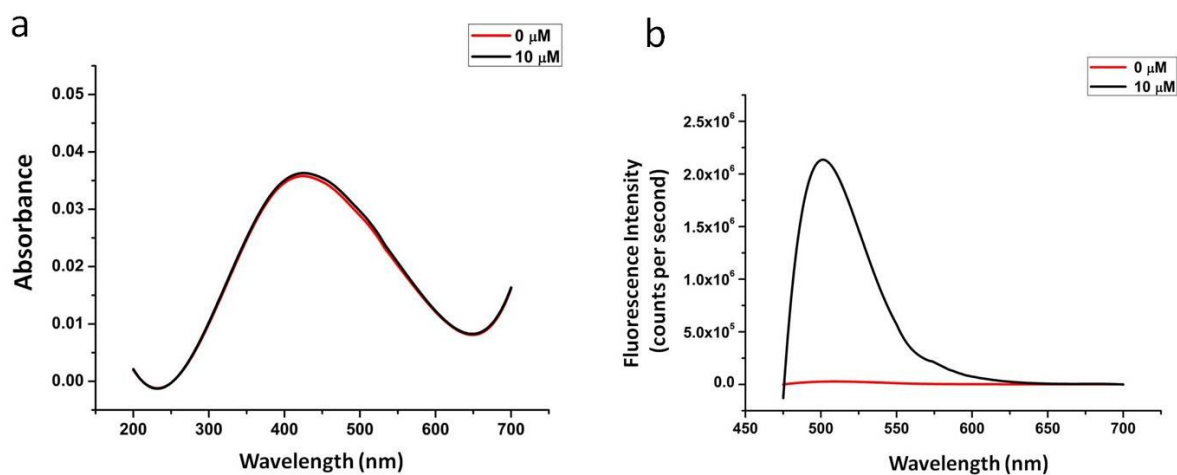 a
0 μM
10 μM
0.05
0.04
0.03
0.02
0.01
0.00
Absorbance
200 300 400 500 600 700
Wavelength (nm)
b
0 μM
10 μM
2.5x10⁶
2.0x10⁶
1.5x10⁶
1.0x10⁶
5.0x10⁵
0.0
Fluorescence Intensity
(counts per second)
450 500 550 600 650 700
Wavelength (nm)